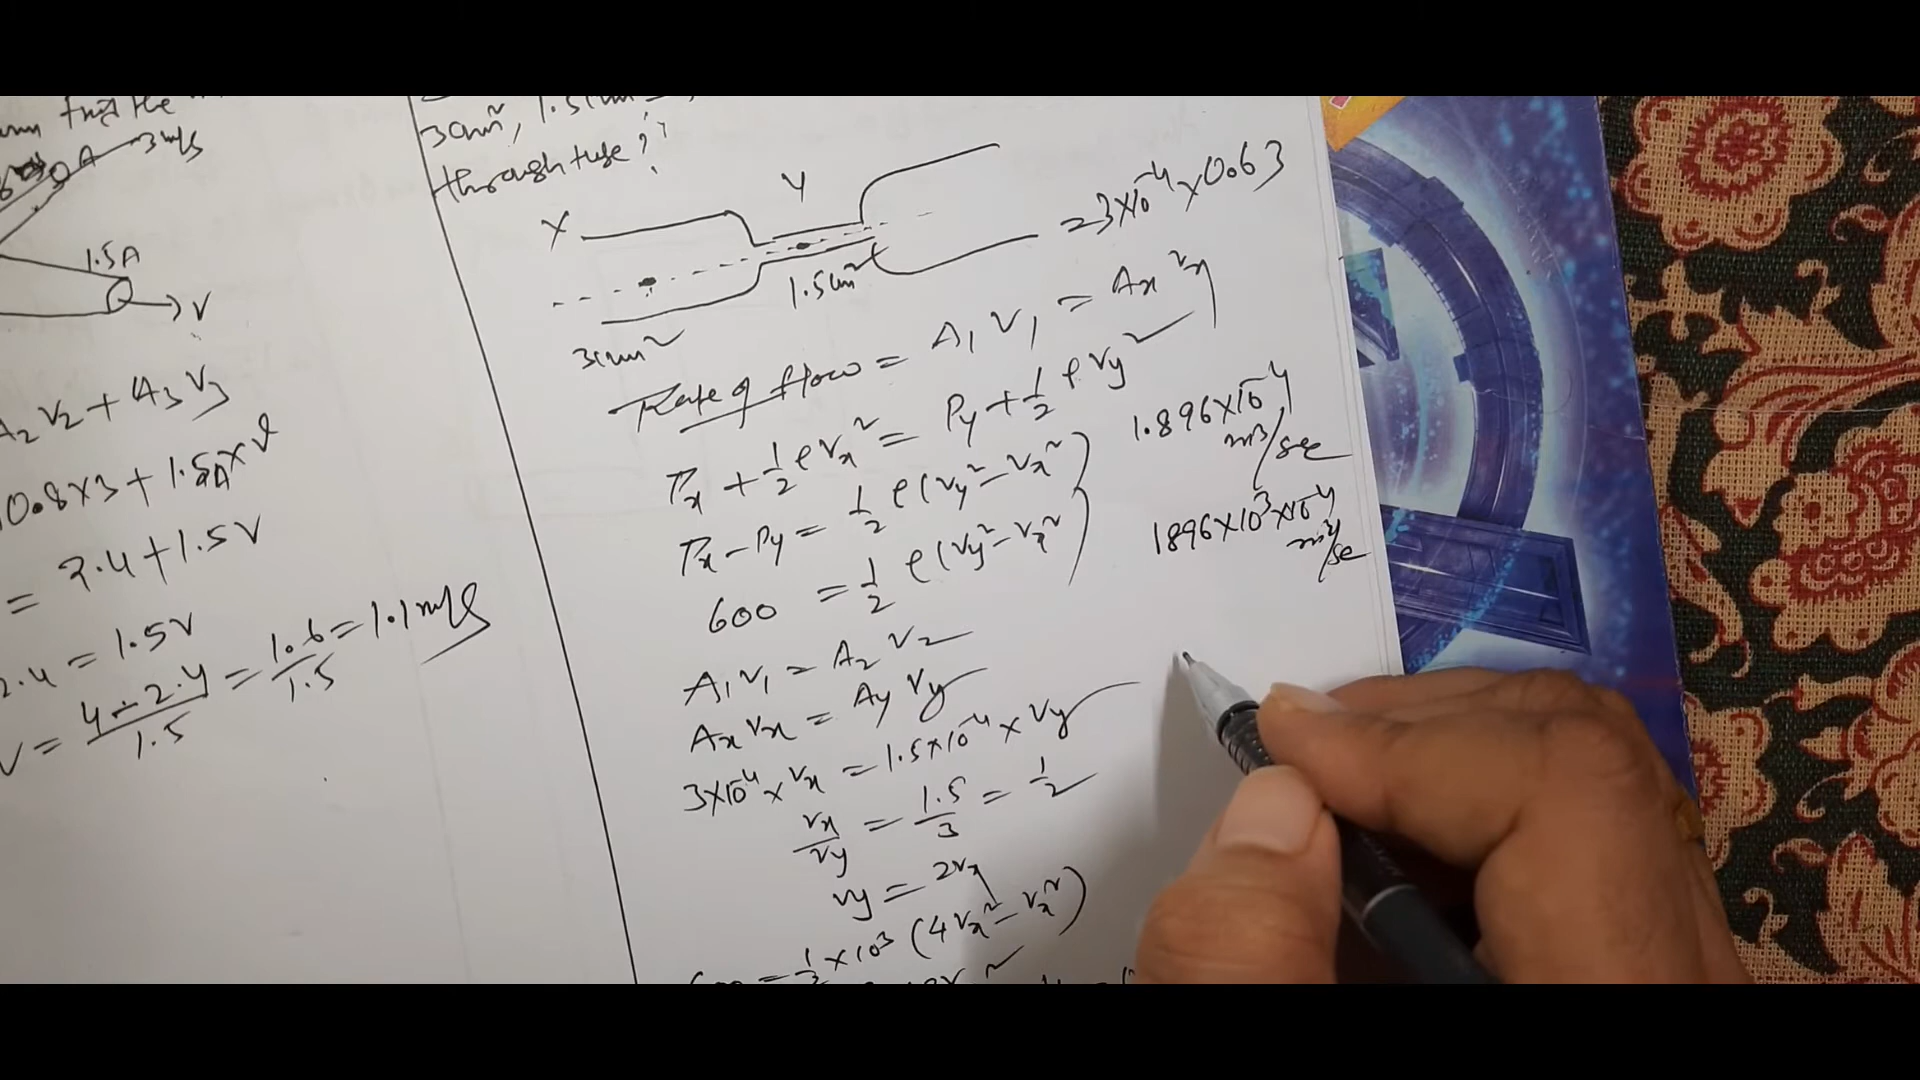 A 3 m/s
1.5A
→ V
A2 V2 + A3 V3
0.8×3 + 1.5A × V
= 2.4 + 1.5V
2.4 = 1.5V
V = 4 - 2.4 / 1.5 = 1.6 / 1.5 = 1.1 m/s
3cm²,
through tube?
X
Y
1.5cm²
3cm²
= 3×10⁻⁴ × 0.63
Rate of flow = A1 V1 = Ax Vx
Px + 1/2 ρ Vx² = Py + 1/2 ρ Vy²
1.896×10⁻⁴ m³/sec
Px - Py = 1/2 ρ (Vy² - Vx²)
1896×10³×10⁻⁴ m³/sec
600 = 1/2 ρ (Vy² - Vx²)
A1 V1 = A2 V2
Ax Vx = Ay Vy
3×10⁻⁴ × Vx = 1.5×10⁻⁴ × Vy
Vx / Vy = 1.5 / 3 = 1/2
Vy = 2Vx
×10³ (4Vx² - Vx²)